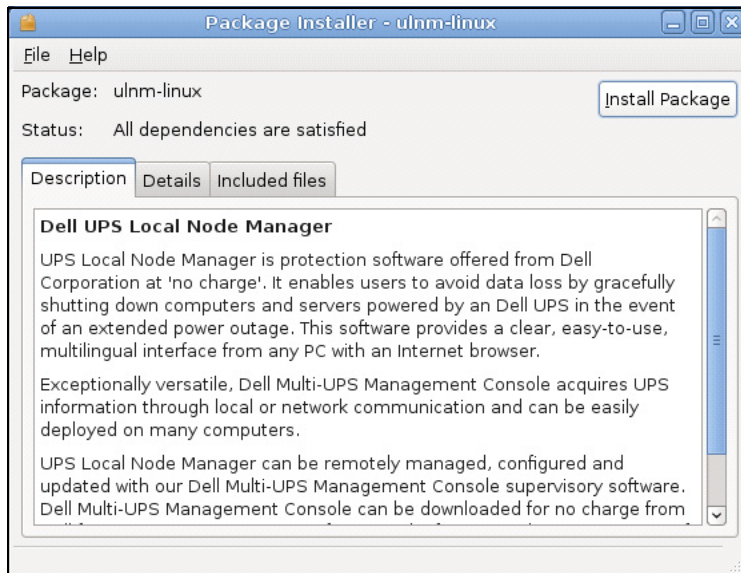 Package Installer - ulnm-linux
File Help
Package: ulnm-linux
Install Package
Status: All dependencies are satisfied
Description Details Included files
Dell UPS Local Node Manager
UPS Local Node Manager is protection software offered from Dell
Corporation at 'no charge'. It enables users to avoid data loss by gracefully
shutting down computers and servers powered by an Dell UPS in the event
of an extended power outage. This software provides a clear, easy-to-use,
multilingual interface from any PC with an Internet browser.
Exceptionally versatile, Dell Multi-UPS Management Console acquires UPS
information through local or network communication and can be easily
deployed on many computers.
UPS Local Node Manager can be remotely managed, configured and
updated with our Dell Multi-UPS Management Console supervisory software.
Dell Multi-UPS Management Console can be downloaded for no charge from